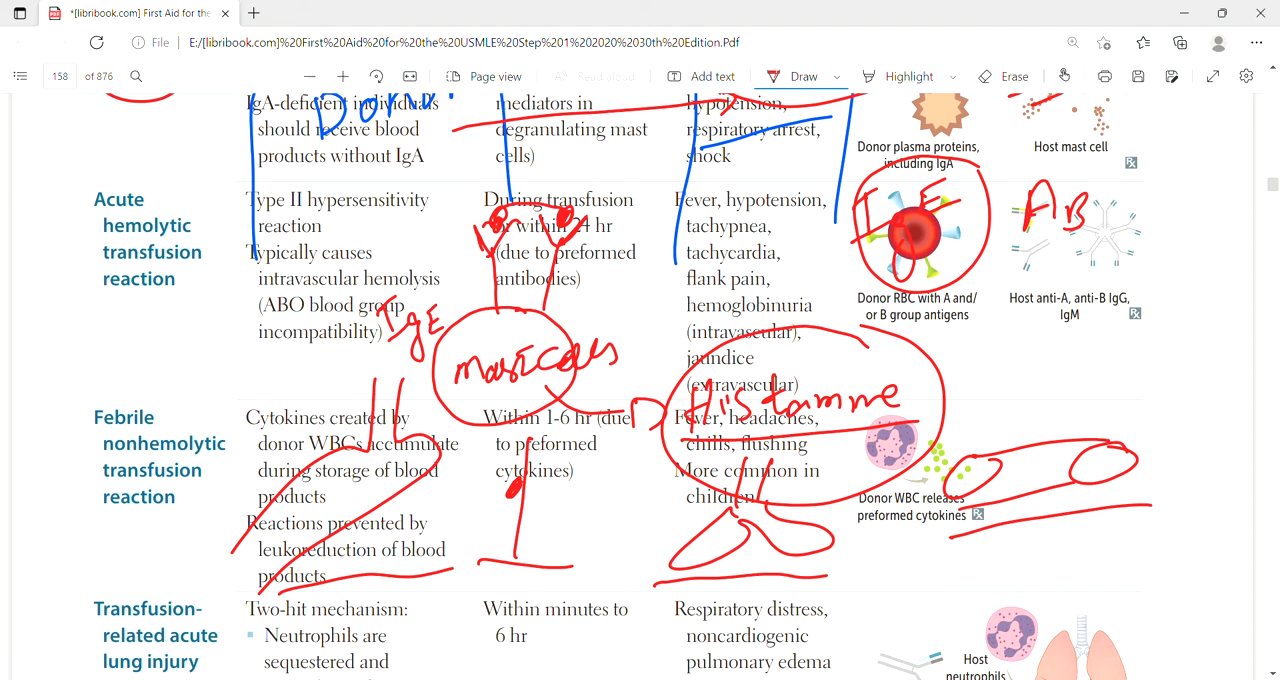 *[libribook.com] First Aid for the
File E:/[libribook.com]%20First%20Aid%20for%20the%20USMLE%20Step%201%202020%2030th%20Edition.Pdf
158 of 876 Page view Read aloud Add text Draw Highlight Erase
IgA-deficient individuals
should receive blood
products without IgA
Dono
mediators in
degranulating mast
cells)
hypotension,
respiratory arrest,
shock
Donor plasma proteins,
including IgA
Host mast cell
Rx
Acute
hemolytic
transfusion
reaction
Type II hypersensitivity
reaction
Typically causes
intravascular hemolysis
(ABO blood group
incompatibility)
During transfusion
or within 24 hr
(due to preformed
antibodies)
Fever, hypotension,
tachypnea,
tachycardia,
flank pain,
hemoglobinuria
(intravascular),
jaundice
(extravascular)
IgE
AB
Donor RBC with A and/
or B group antigens
Host anti-A, anti-B IgG,
IgM
Rx
IgE
Histamine
Febrile
nonhemolytic
transfusion
reaction
Cytokines created by
donor WBCs accumulate
during storage of blood
products
Reactions prevented by
leukoreduction of blood
products
Within 1-6 hr (due
to preformed
cytokines)
Fever, headaches,
chills, flushing
More common in
children
Donor WBC releases
preformed cytokines Rx
Transfusion-
related acute
lung injury
Two-hit mechanism:
▪ Neutrophils are
sequestered and
Within minutes to
6 hr
Respiratory distress,
noncardiogenic
pulmonary edema
Host
neutrophils